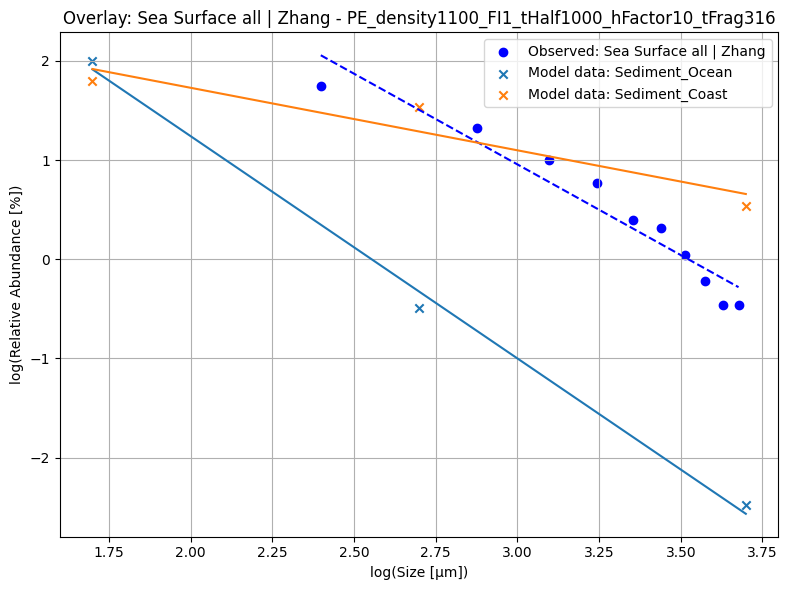 Overlay: Sea Surface all | Zhang - PE_density1100_FI1_tHalf1000_hFactor10_tFrag316
Observed: Sea Surface all | Zhang
Model data: Sediment_Ocean
Model data: Sediment_Coast
log(Relative Abundance [%])
2
1
0
−1
−2
1.75 2.00 2.25 2.50 2.75 3.00 3.25 3.50 3.75
log(Size [µm])